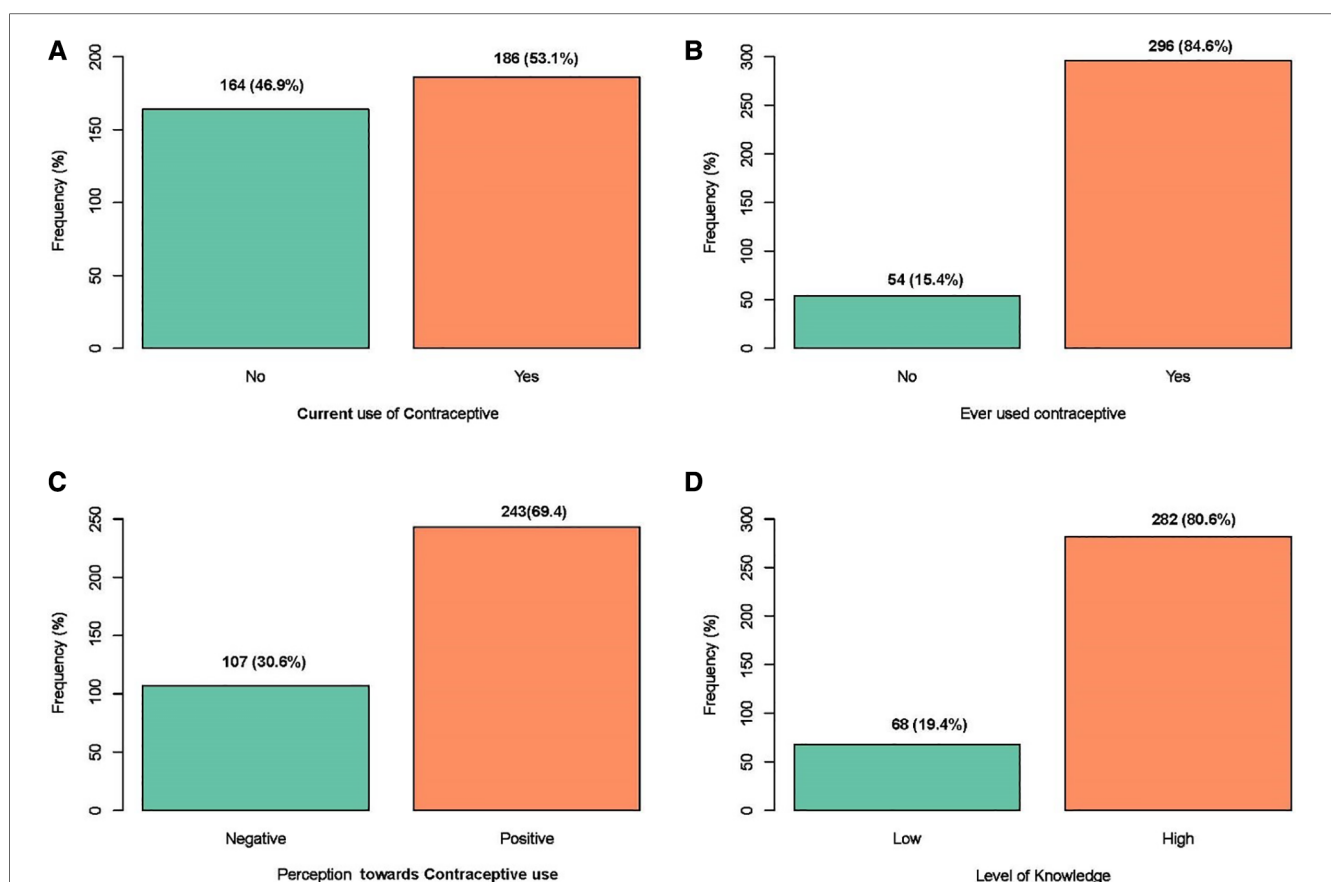 A
Frequency (%)
200
150
100
50
0
164 (46.9%)
186 (53.1%)
No
Yes
Current use of Contraceptive
B
Frequency (%)
300
250
200
150
100
50
0
54 (15.4%)
296 (84.6%)
No
Yes
Ever used contraceptive
C
Frequency (%)
250
200
150
100
50
0
107 (30.6%)
243(69.4)
Negative
Positive
Perception towards Contraceptive use
D
Frequency (%)
300
250
200
150
100
50
0
68 (19.4%)
282 (80.6%)
Low
High
Level of Knowledge